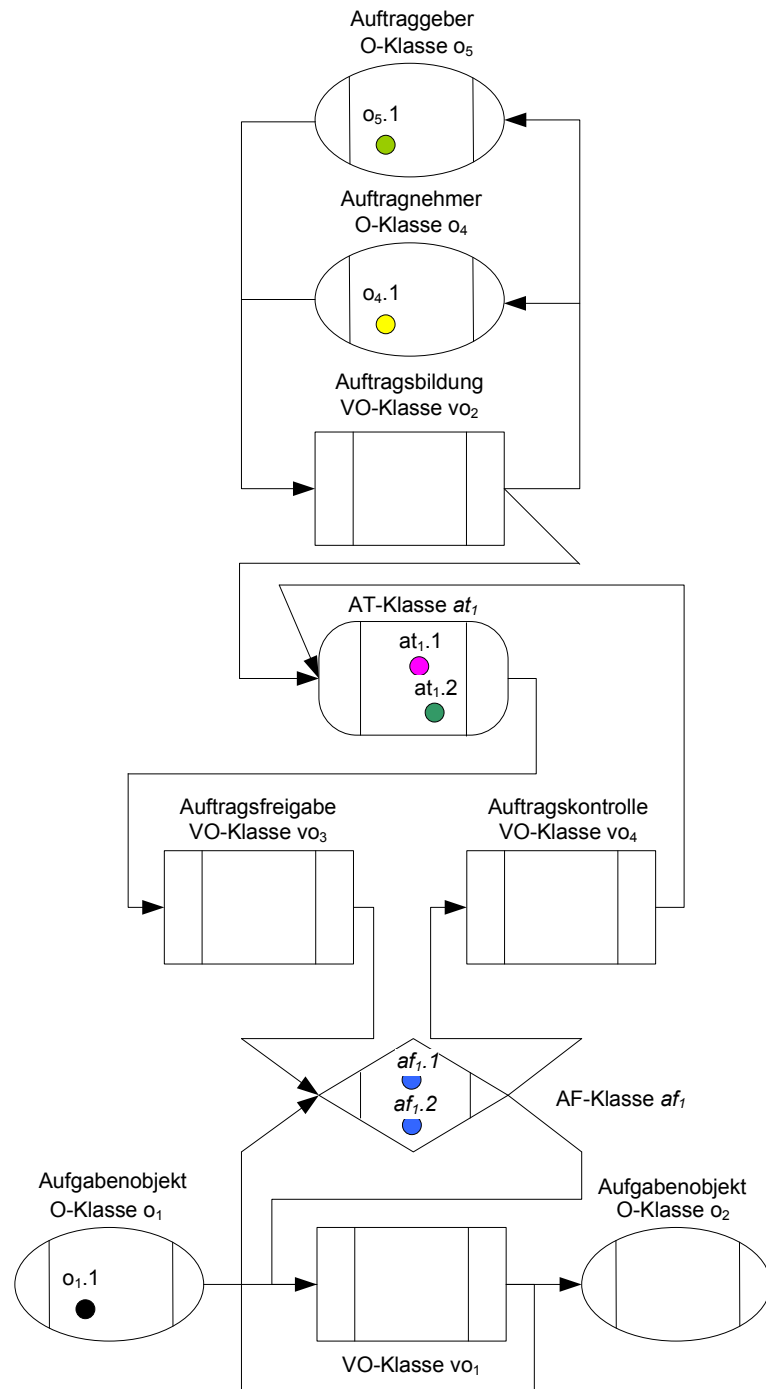 Auftraggeber
O-Klasse o₅
o₅.1
Auftragnehmer
O-Klasse o₄
o₄.1
Auftragsbildung
VO-Klasse vo₂
AT-Klasse at₁
at₁.1
at₁.2
Auftragsfreigabe
VO-Klasse vo₃
Auftragskontrolle
VO-Klasse vo₄
af₁.1
af₁.2
AF-Klasse af₁
Aufgabenobjekt
O-Klasse o₁
o₁.1
Aufgabenobjekt
O-Klasse o₂
VO-Klasse vo₁